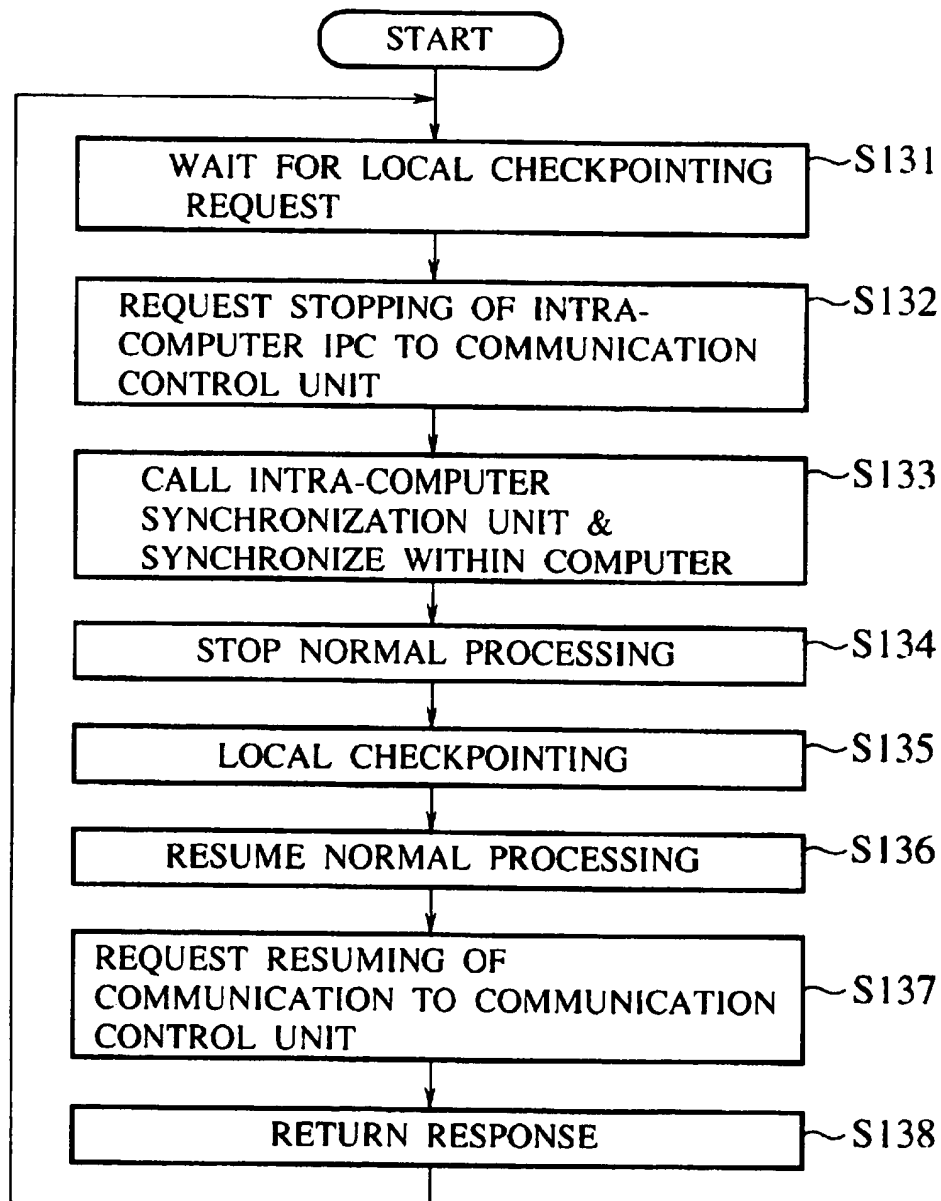 START
WAIT FOR LOCAL CHECKPOINTING
REQUEST
S131
REQUEST STOPPING OF INTRA-
COMPUTER IPC TO COMMUNICATION
CONTROL UNIT
S132
CALL INTRA-COMPUTER
SYNCHRONIZATION UNIT &
SYNCHRONIZE WITHIN COMPUTER
S133
STOP NORMAL PROCESSING
S134
LOCAL CHECKPOINTING
S135
RESUME NORMAL PROCESSING
S136
REQUEST RESUMING OF
COMMUNICATION TO COMMUNICATION
CONTROL UNIT
S137
RETURN RESPONSE
S138